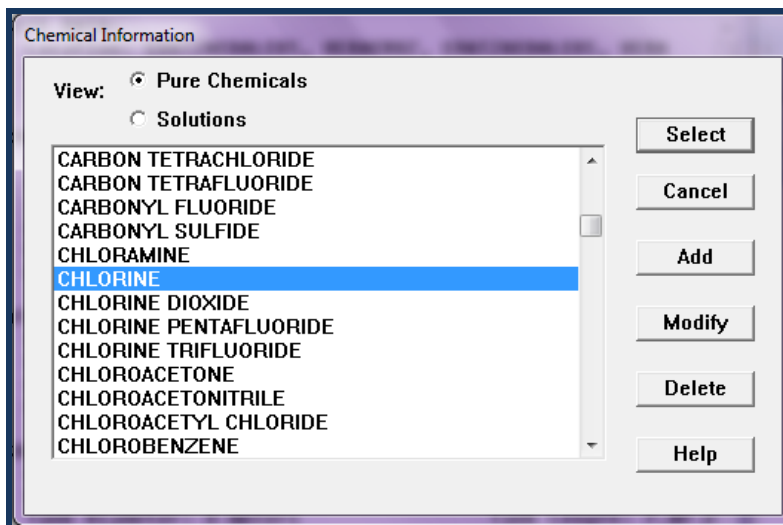 Chemical Information
View:
Pure Chemicals
Solutions
CARBON TETRACHLORIDE
CARBON TETRAFLUORIDE
CARBONYL FLUORIDE
CARBONYL SULFIDE
CHLORAMINE
CHLORINE
CHLORINE DIOXIDE
CHLORINE PENTAFLUORIDE
CHLORINE TRIFLUORIDE
CHLOROACETONE
CHLOROACETONITRILE
CHLOROACETYL CHLORIDE
CHLOROBENZENE
Select
Cancel
Add
Modify
Delete
Help